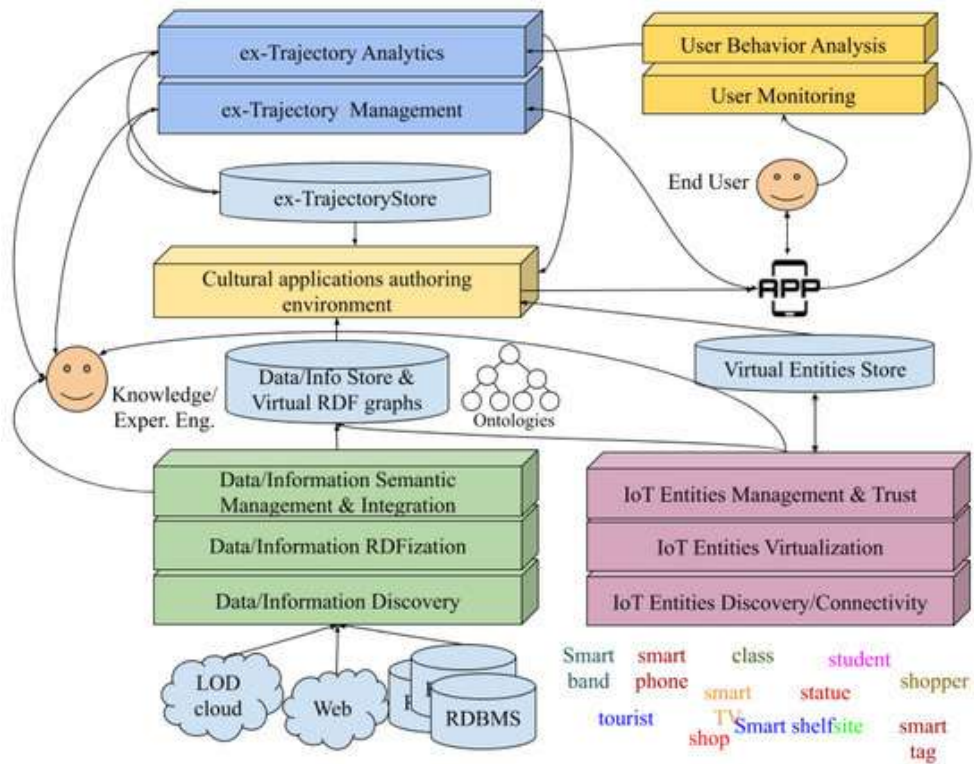 ex-Trajectory Analytics
ex-Trajectory Management
User Behavior Analysis
User Monitoring
End User
ex-TrajectoryStore
Cultural applications authoring
environment
APP
Knowledge/
Exper. Eng.
Data/Info Store &
Virtual RDF graphs
Ontologies
Virtual Entities Store
Data/Information Semantic
Management & Integration
Data/Information RDFization
Data/Information Discovery
IoT Entities Management & Trust
IoT Entities Virtualization
IoT Entities Discovery/Connectivity
LOD
cloud
Web
RDBMS
Smart
band
smart
phone
class
student
smart
TV
statue
shopper
tourist
shop
Smart shelf
site
smart
tag